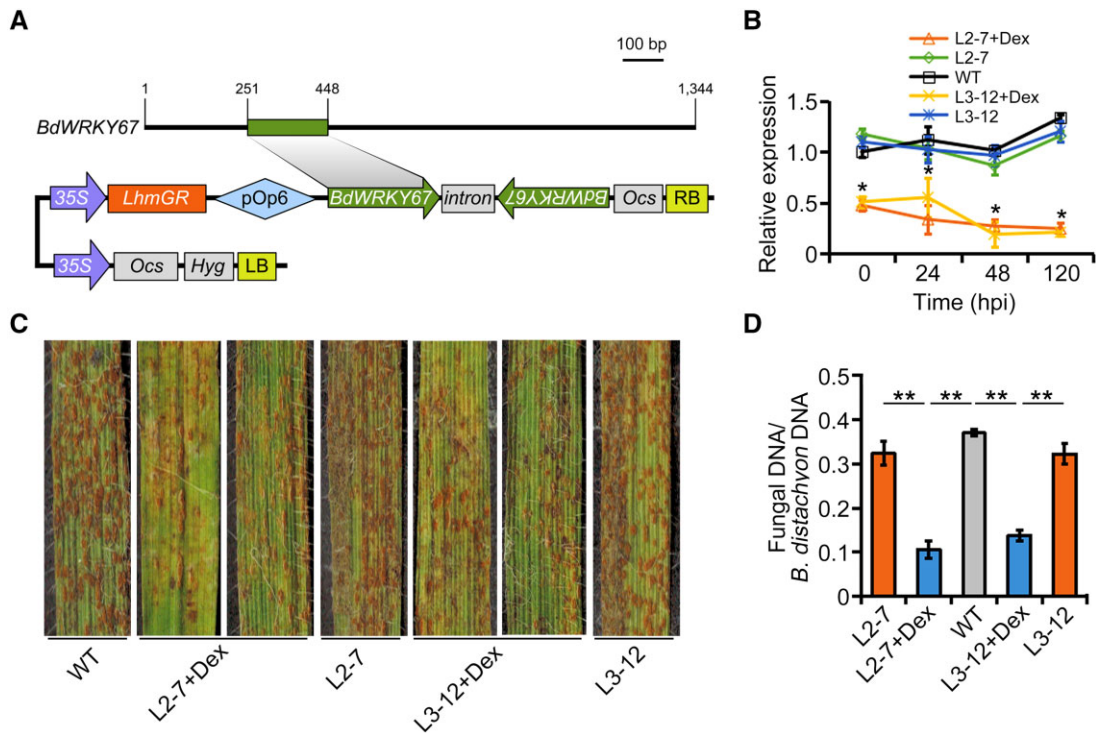 A
100 bp
1 251 448 1,344
BdWRKY67
35S LhmGR pOp6 BdWRKY67 intron BdWRKY67 Ocs RB
35S Ocs Hyg LB
B
L2-7+Dex
L2-7
WT
L3-12+Dex
L3-12
Relative expression
1.5
1.0
0.5
0
* * * *
0 24 48 120
Time (hpi)
C
WT L2-7+Dex L2-7 L3-12+Dex L3-12
D
Fungal DNA/
B. distachyon DNA
0.5
0.4
0.3
0.2
0.1
0.0
** ** ** **
L2-7 L2-7+Dex WT L3-12+Dex L3-12